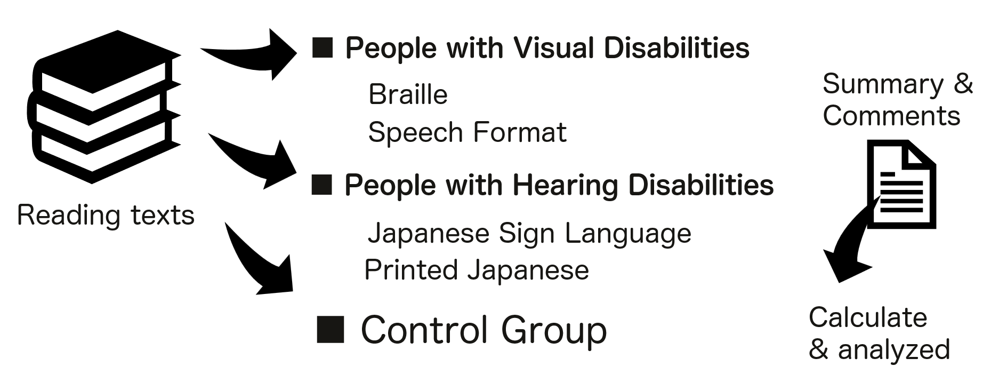 Reading texts
■ People with Visual Disabilities
Braille
Speech Format
■ People with Hearing Disabilities
Japanese Sign Language
Printed Japanese
■ Control Group
Summary &
Comments
Calculate
& analyzed